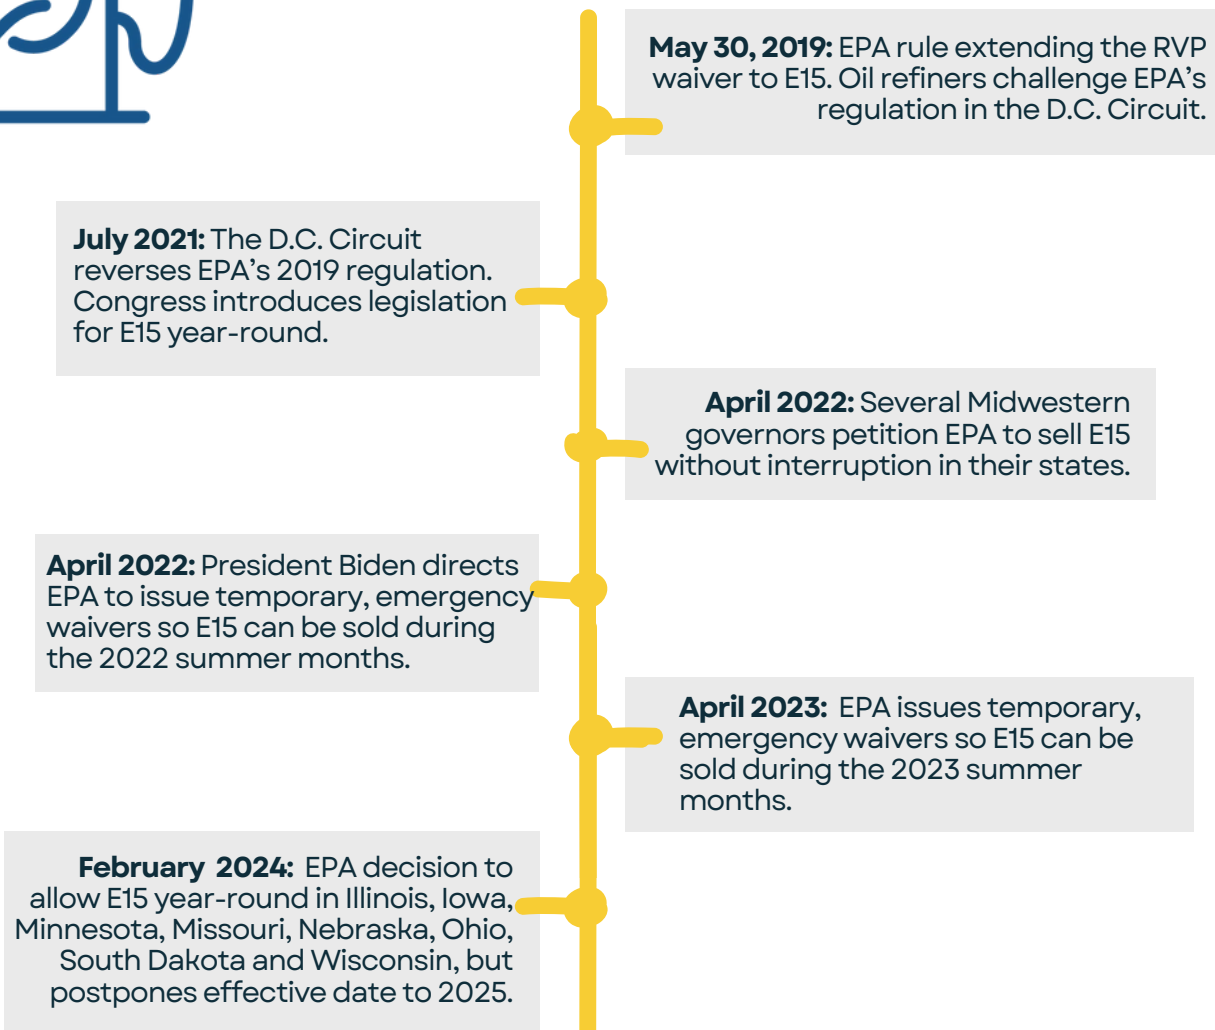 May 30, 2019: EPA rule extending the RVP
waiver to E15. Oil refiners challenge EPA's
regulation in the D.C. Circuit.
July 2021: The D.C. Circuit
reverses EPA's 2019 regulation.
Congress introduces legislation
for E15 year-round.
April 2022: Several Midwestern
governors petition EPA to sell E15
without interruption in their states.
April 2022: President Biden directs
EPA to issue temporary, emergency
waivers so E15 can be sold during
the 2022 summer months.
April 2023: EPA issues temporary,
emergency waivers so E15 can be
sold during the 2023 summer
months.
February 2024: EPA decision to
allow E15 year-round in Illinois, Iowa,
Minnesota, Missouri, Nebraska, Ohio,
South Dakota and Wisconsin, but
postpones effective date to 2025.